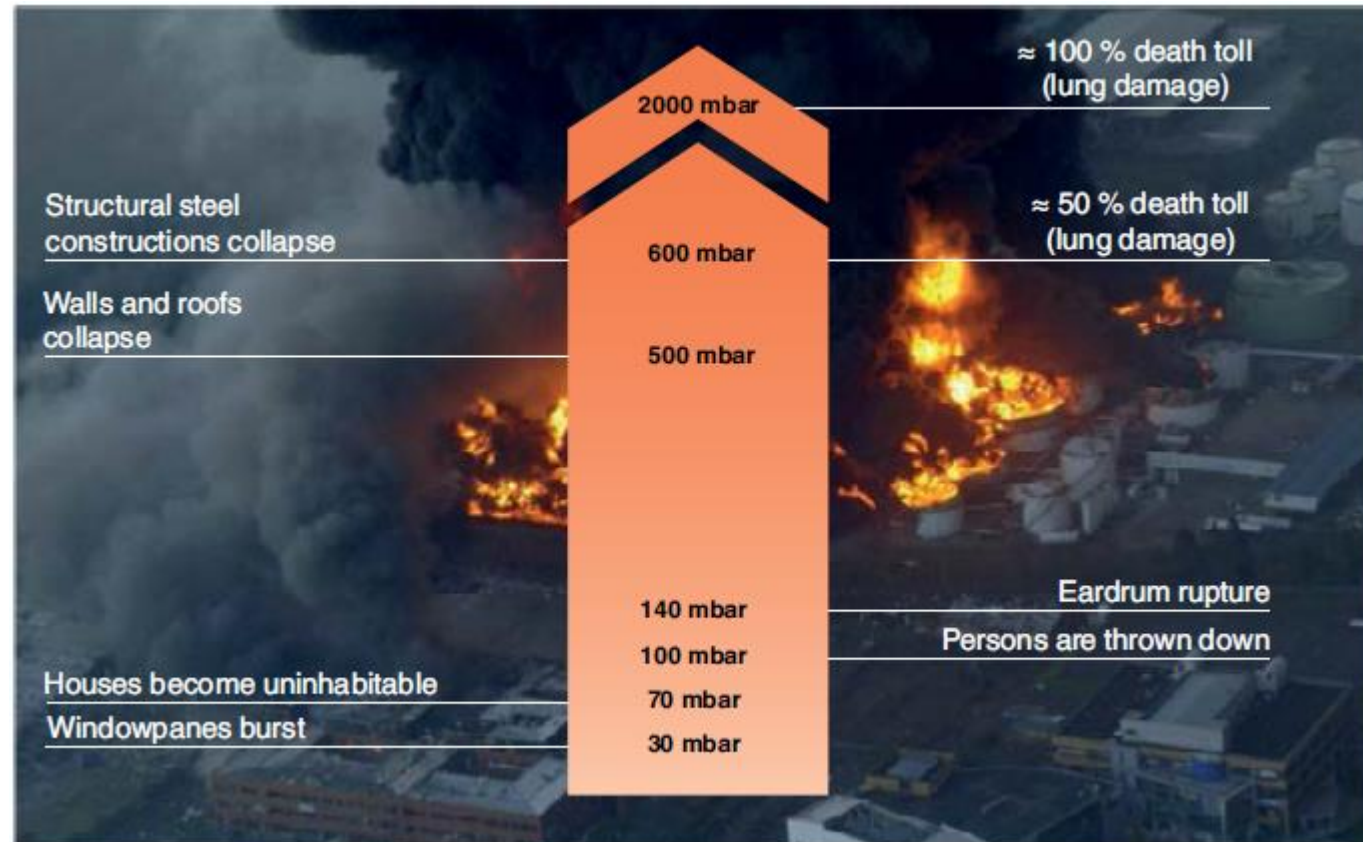 ≈ 100 % death toll
(lung damage)
2000 mbar
Structural steel
constructions collapse
≈ 50 % death toll
(lung damage)
600 mbar
Walls and roofs
collapse
500 mbar
Eardrum rupture
140 mbar
Persons are thrown down
100 mbar
Houses become uninhabitable
70 mbar
Windowpanes burst
30 mbar